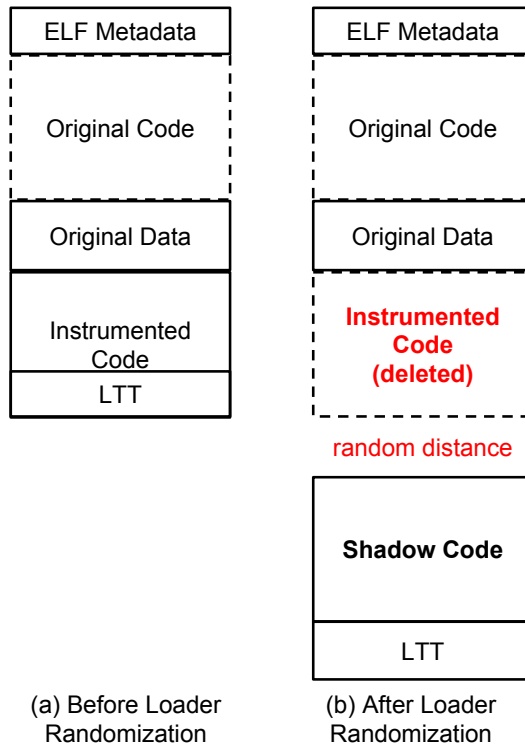 ELF Metadata
Original Code
Original Data
Instrumented
Code
LTT
(a) Before Loader
Randomization
ELF Metadata
Original Code
Original Data
Instrumented
Code
(deleted)
random distance
Shadow Code
LTT
(b) After Loader
Randomization